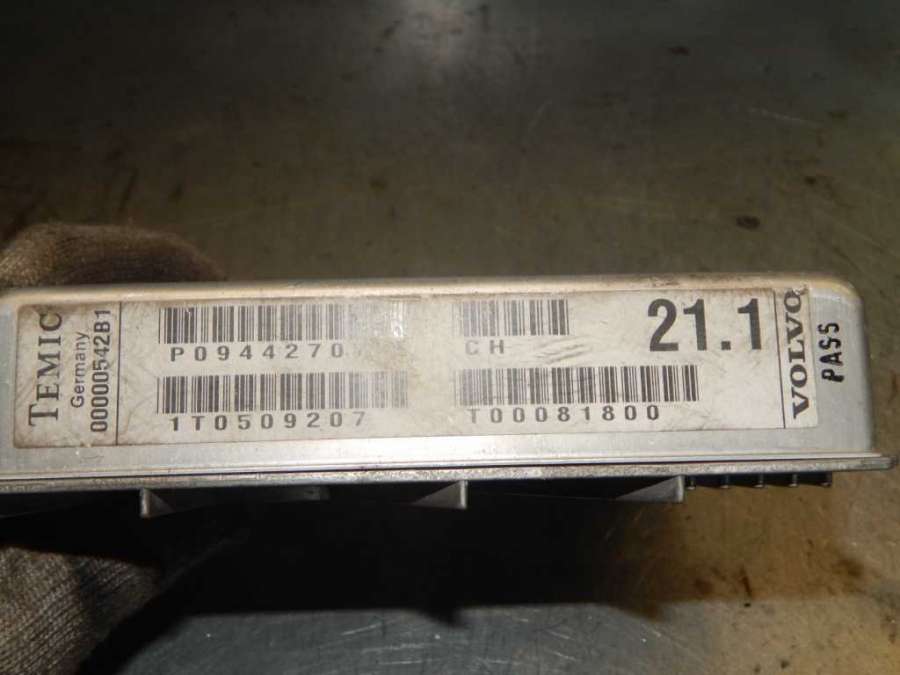 TEMIC
Germany
00000542B1
P0944270
CH
21.1
1T0509207
T00081800
VOLVO
PASS